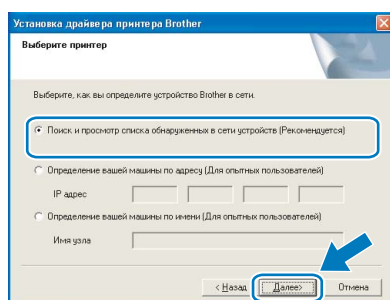 Установка драйвера принтера Brother
Выберите принтер
Выберите, как вы определите устройство Brother в сети.
Поиск и просмотр списка обнаруженных в сети устройств (Рекомендуется)
Определение вашей машины по адресу (Для опытных пользователей)
IP адрес
Определение вашей машины по имени (Для опытных пользователей)
Имя узла
< Назад Далее> Отмена